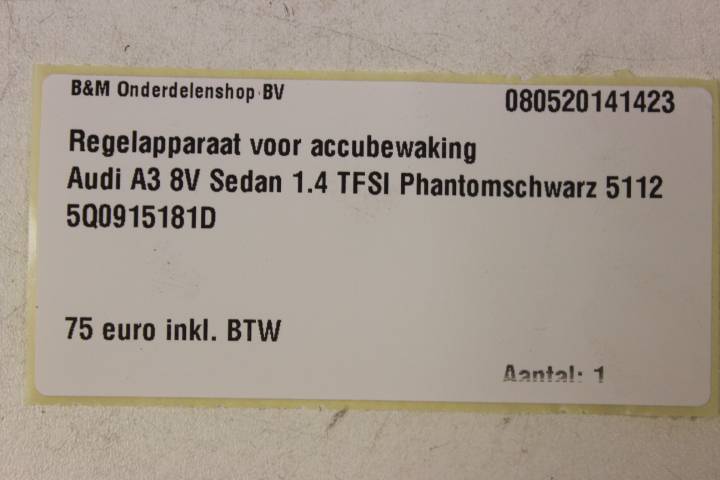 B&M Onderdelenshop BV
080520141423
Regelapparaat voor accubewaking
Audi A3 8V Sedan 1.4 TFSI Phantomschwarz 5112
5Q0915181D
75 euro inkl. BTW
Aantal: 1